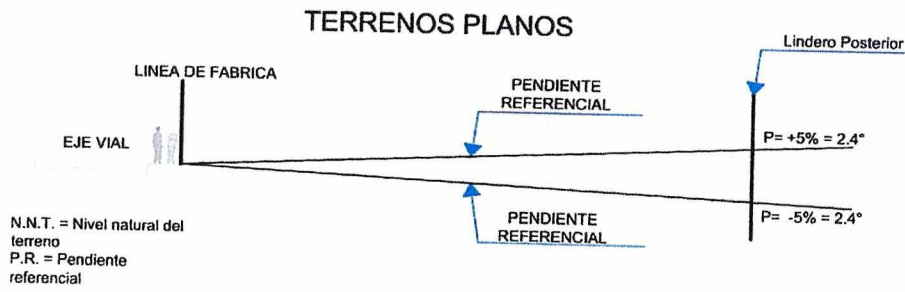 TERRENOS PLANOS
Lindero Posterior
LINEA DE FABRICA
PENDIENTE
REFERENCIAL
EJE VIAL
P= +5% = 2.4°
P= -5% = 2.4°
PENDIENTE
REFERENCIAL
N.N.T. = Nivel natural del
terreno
P.R. = Pendiente
referencial